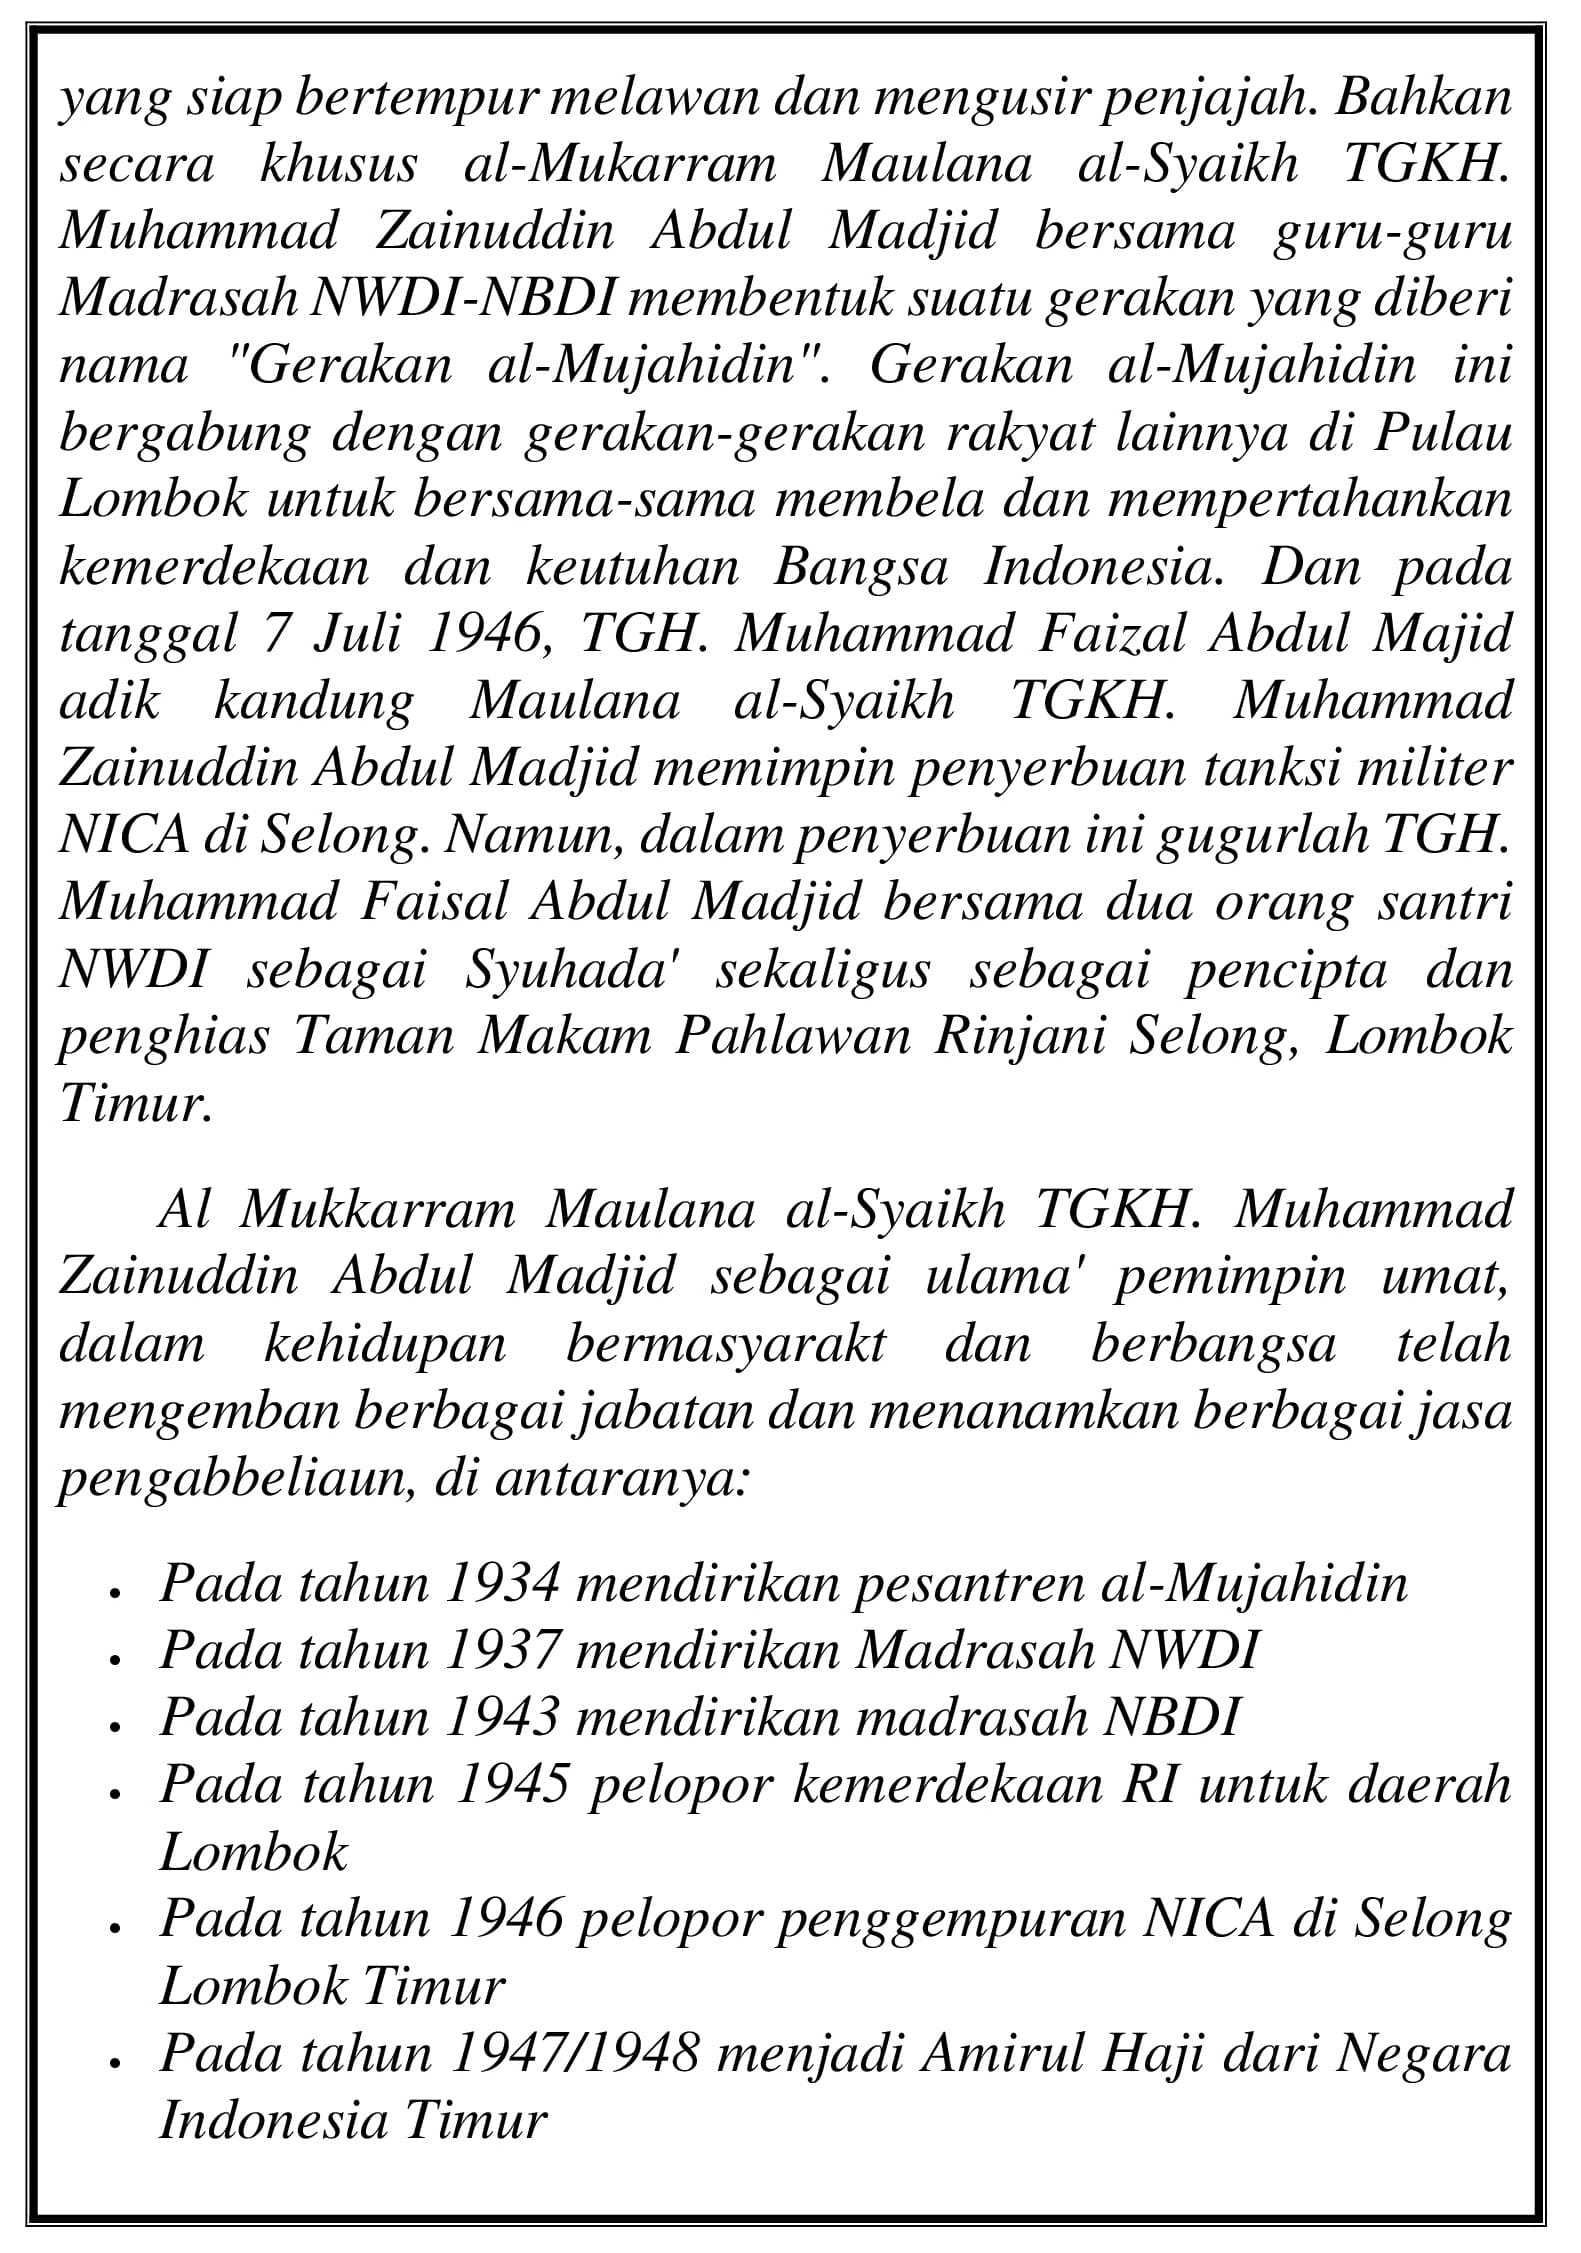 yang siap bertempur melawan dan mengusir penjajah. Bahkan
secara khusus al-Mukarram Maulana al-Syaikh TGKH.
Muhammad Zainuddin Abdul Madjid bersama guru-guru
Madrasah NWDI-NBDI membentuk suatu gerakan yang diberi
nama "Gerakan al-Mujahidin". Gerakan al-Mujahidin ini
bergabung dengan gerakan-gerakan rakyat lainnya di Pulau
Lombok untuk bersama-sama membela dan mempertahankan
kemerdekaan dan keutuhan Bangsa Indonesia. Dan pada
tanggal 7 Juli 1946, TGH. Muhammad Faizal Abdul Majid
adik kandung Maulana al-Syaikh TGKH. Muhammad
Zainuddin Abdul Madjid memimpin penyerbuan tanksi militer
NICA di Selong. Namun, dalam penyerbuan ini gugurlah TGH.
Muhammad Faisal Abdul Madjid bersama dua orang santri
NWDI sebagai Syuhada' sekaligus sebagai pencipta dan
penghias Taman Makam Pahlawan Rinjani Selong, Lombok
Timur.
Al Mukkarram Maulana al-Syaikh TGKH. Muhammad
Zainuddin Abdul Madjid sebagai ulama' pemimpin umat,
dalam kehidupan bermasyarakt dan berbangsa telah
mengemban berbagai jabatan dan menanamkan berbagai jasa
pengabbeliaun, di antaranya:
• Pada tahun 1934 mendirikan pesantren al-Mujahidin
• Pada tahun 1937 mendirikan Madrasah NWDI
• Pada tahun 1943 mendirikan madrasah NBDI
• Pada tahun 1945 pelopor kemerdekaan RI untuk daerah
Lombok
• Pada tahun 1946 pelopor penggempuran NICA di Selong
Lombok Timur
• Pada tahun 1947/1948 menjadi Amirul Haji dari Negara
Indonesia Timur